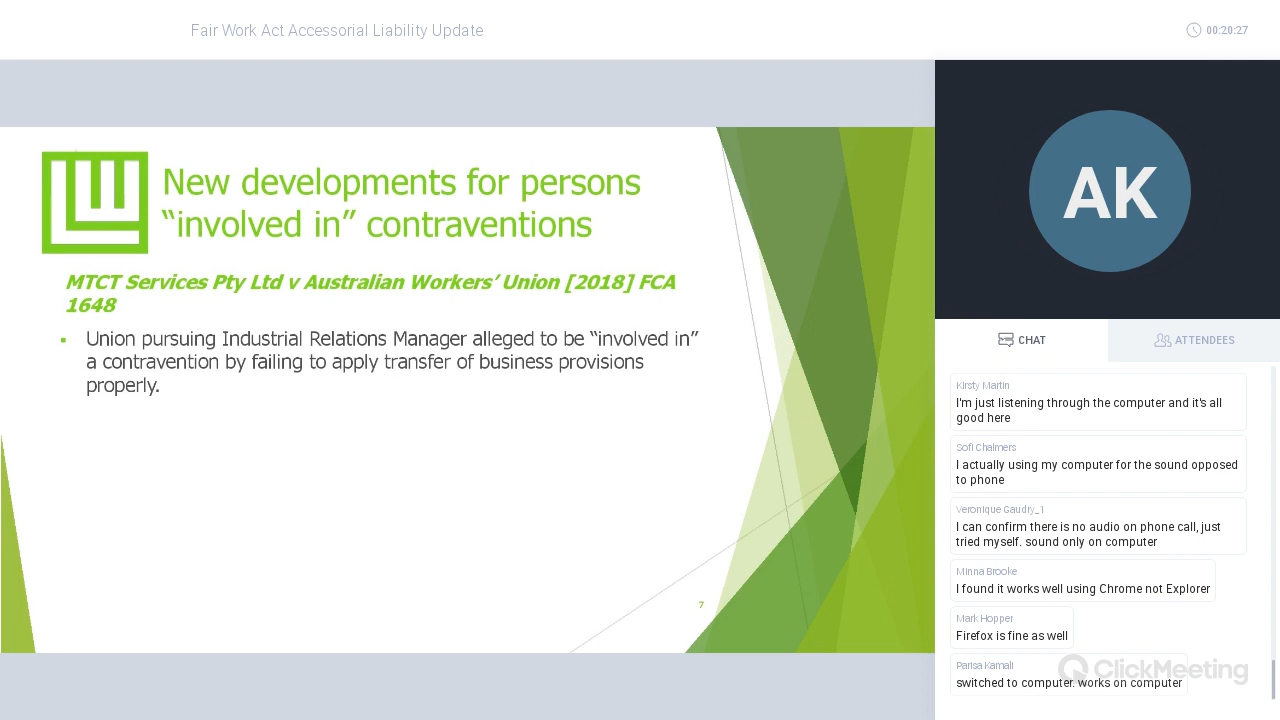 Fair Work Act Accessorial Liability Update
00:20:27
New developments for persons
“involved in” contraventions
MTCT Services Pty Ltd v Australian Workers’ Union [2018] FCA
1648
Union pursuing Industrial Relations Manager alleged to be “involved in”
a contravention by failing to apply transfer of business provisions
properly.
7
AK
CHAT
ATTENDEES
Kirsty Martin
I'm just listening through the computer and it's all
good here
Sofi Chalmers
I actually using my computer for the sound opposed
to phone
Veronique Gaudry_1
I can confirm there is no audio on phone call, just
tried myself. sound only on computer
Minna Brooke
I found it works well using Chrome not Explorer
Mark Hopper
Firefox is fine as well
Parisa Kamali
switched to computer. works on computer
ClickMeeting